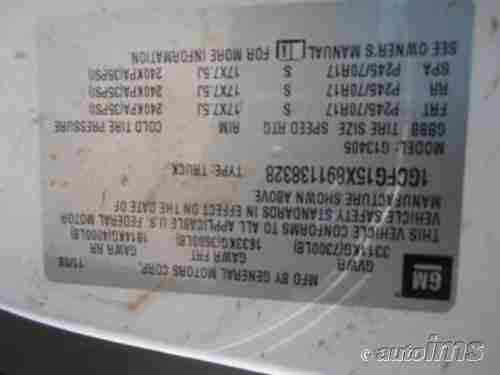 GM
MFD BY GENERAL MOTORS CORP. 11/08
GVWR GAWR FRT GAWR RR
3311KG(7300LB) 1633KG(3600LB) 1814KG(4000LB)
THIS VEHICLE CONFORMS TO ALL APPLICABLE U.S. FEDERAL MOTOR
VEHICLE SAFETY STANDARDS IN EFFECT ON THE DATE OF
MANUFACTURE SHOWN ABOVE.
1GCFG15X891138328 TYPE: TRUCK
MODEL: G13405
TIRE SIZE SPEED RTG RIM COLD TIRE PRESSURE
FRT P245/70R17 S 17X7.5J 240KPA(35PSI)
RR P245/70R17 S 17X7.5J 240KPA(35PSI)
SPA P245/70R17 S 17X7.5J 240KPA(35PSI)
SEE OWNER'S MANUAL FOR MORE INFORMATION.
© autoims